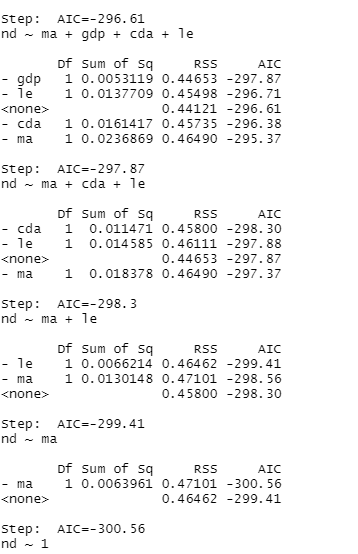 Step:  AIC=-296.61
nd ~ ma + gdp + cda + le

       Df Sum of Sq     RSS     AIC
- gdp   1 0.0053119 0.44653 -297.87
- le    1 0.0137709 0.45498 -296.71
<none>              0.44121 -296.61
- cda   1 0.0161417 0.45735 -296.38
- ma    1 0.0236869 0.46490 -295.37

Step:  AIC=-297.87
nd ~ ma + cda + le

       Df Sum of Sq     RSS     AIC
- cda   1  0.011471 0.45800 -298.30
- le    1  0.014585 0.46111 -297.88
<none>              0.44653 -297.87
- ma    1  0.018378 0.46490 -297.37

Step:  AIC=-298.3
nd ~ ma + le

       Df Sum of Sq     RSS     AIC
- le    1 0.0066214 0.46462 -299.41
- ma    1 0.0130148 0.47101 -298.56
<none>              0.45800 -298.30

Step:  AIC=-299.41
nd ~ ma

       Df Sum of Sq     RSS     AIC
- ma    1 0.0063961 0.47101 -300.56
<none>              0.46462 -299.41

Step:  AIC=-300.56
nd ~ 1